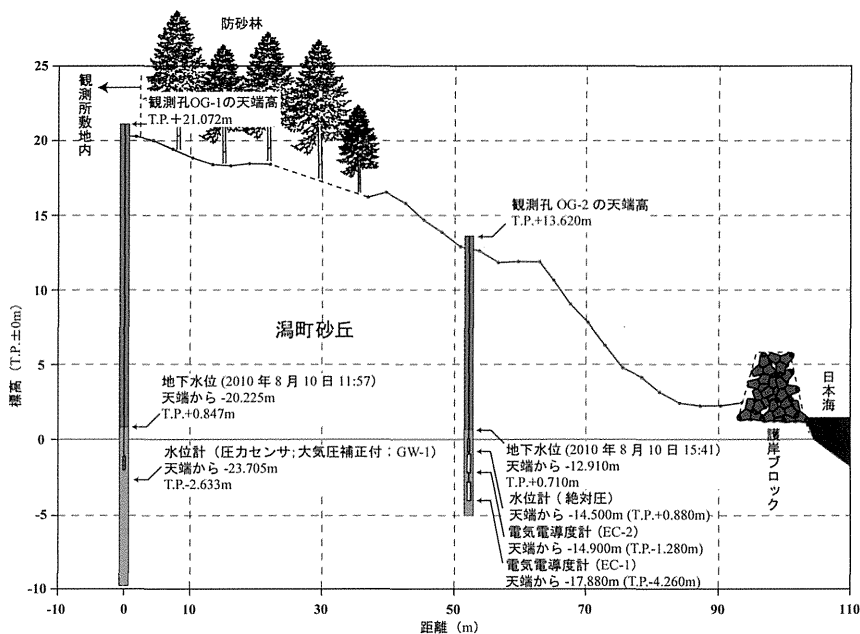 防砂林
25
20
15
10
5
0
-5
-10
標高 (T.P.±0m)
観測所敷地内
観測孔OG-1の天端高
T.P.+21.072m
観測孔 OG-2 の天端高
T.P.+13.620m
潟町砂丘
地下水位 (2010 年 8 月 10 日 11:57)
天端から -20.225m
T.P.+0.847m
水位計（圧力センサ; 大気圧補正付：GW-1）
天端から -23.705m
T.P.-2.633m
地下水位 (2010 年 8 月 10 日 15:41)
天端から -12.910m
T.P.+0.710m
水位計（絶対圧）
天端から -14.500m (T.P.+0.880m)
電気電導度計 (EC-2)
天端から -14.900m (T.P.-1.280m)
電気電導度計 (EC-1)
天端から -17.880m (T.P.-4.260m)
日本海
護岸ブロック
-10
0
10
30
50
70
90
110
距離（m）